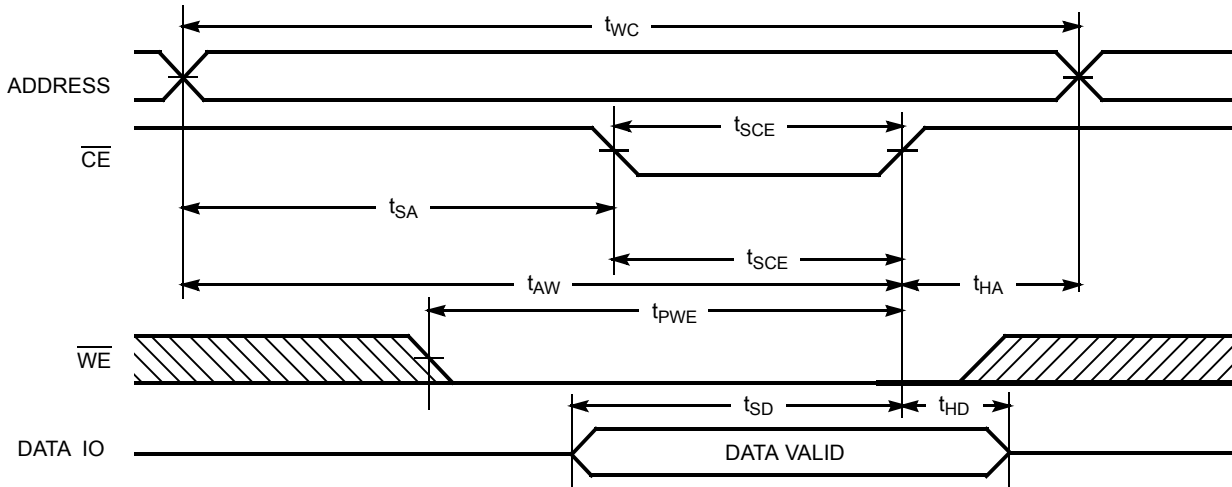 tWC
ADDRESS
tSCE
CE
tSA
tSCE
tAW
tHA
tPWE
WE
tSD
tHD
DATA IO
DATA VALID